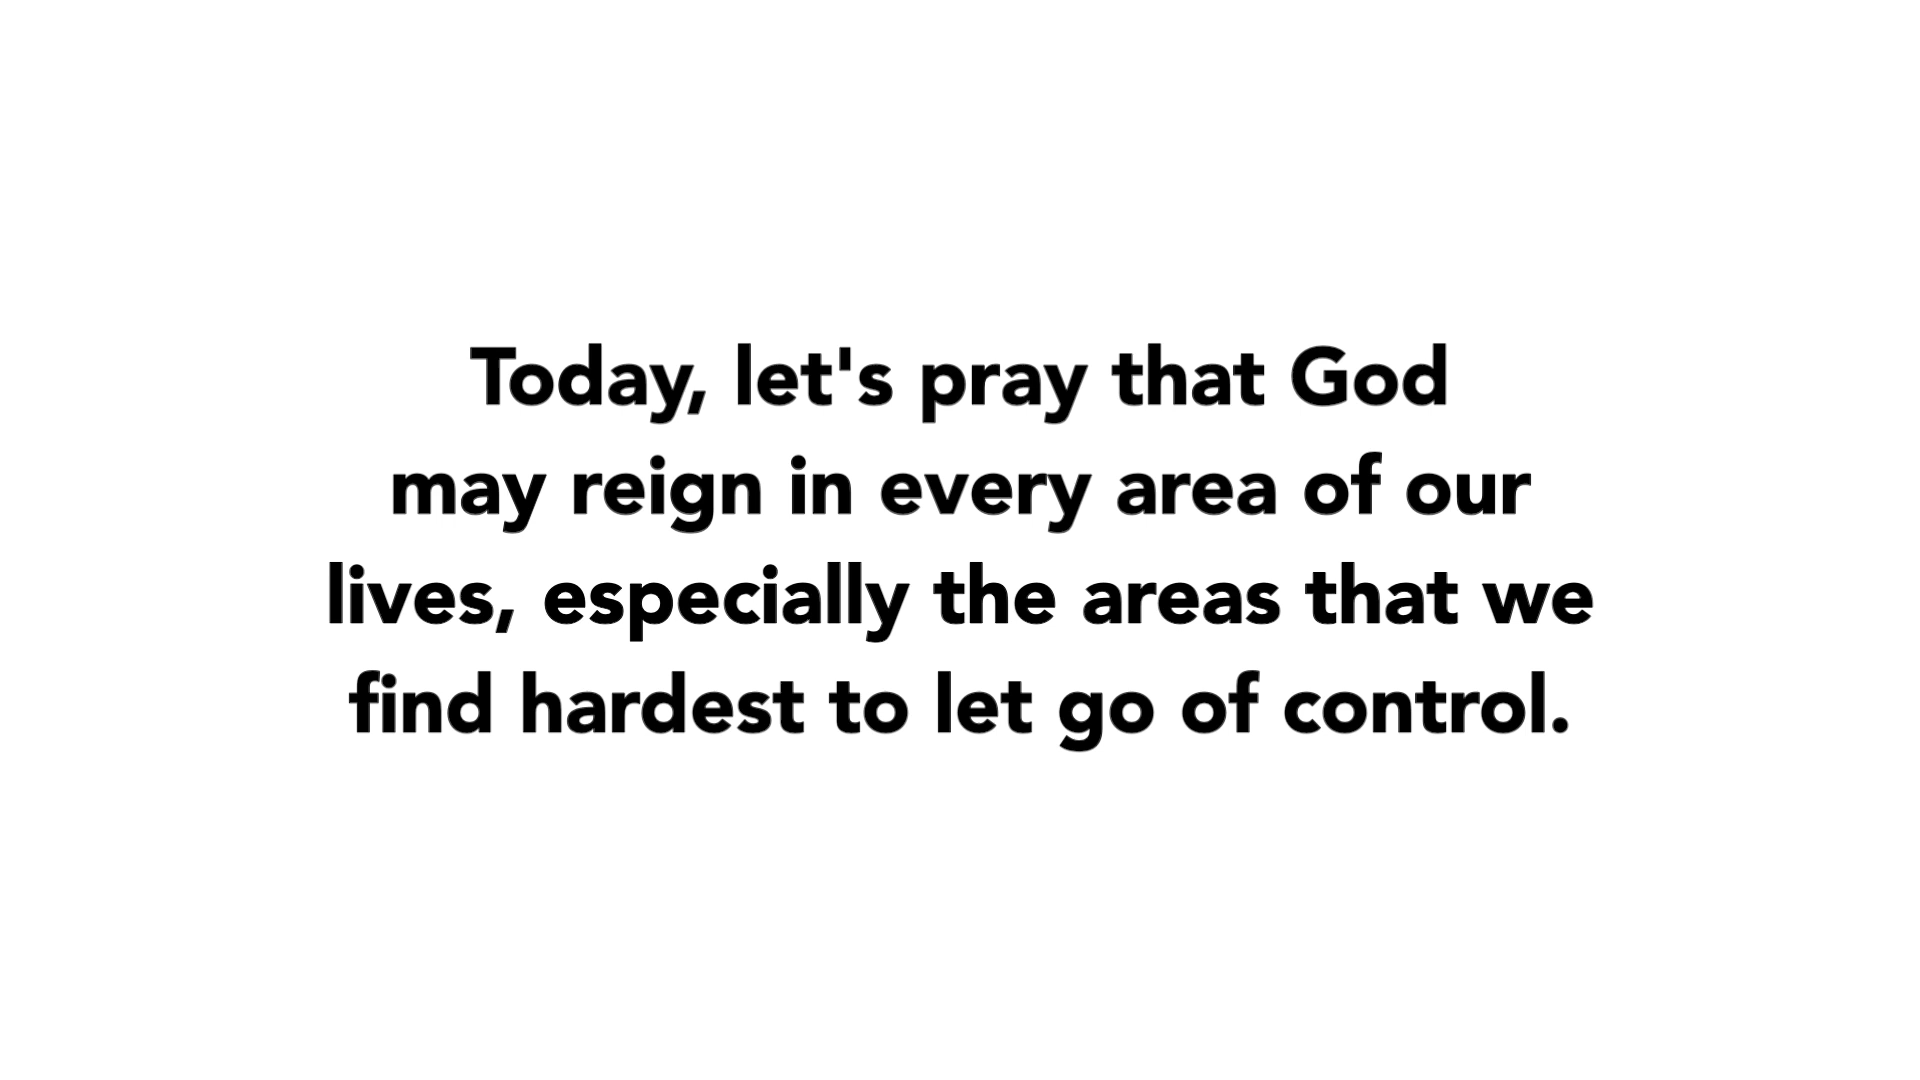 Today, let's pray that God
may reign in every area of our
lives, especially the areas that we
find hardest to let go of control.